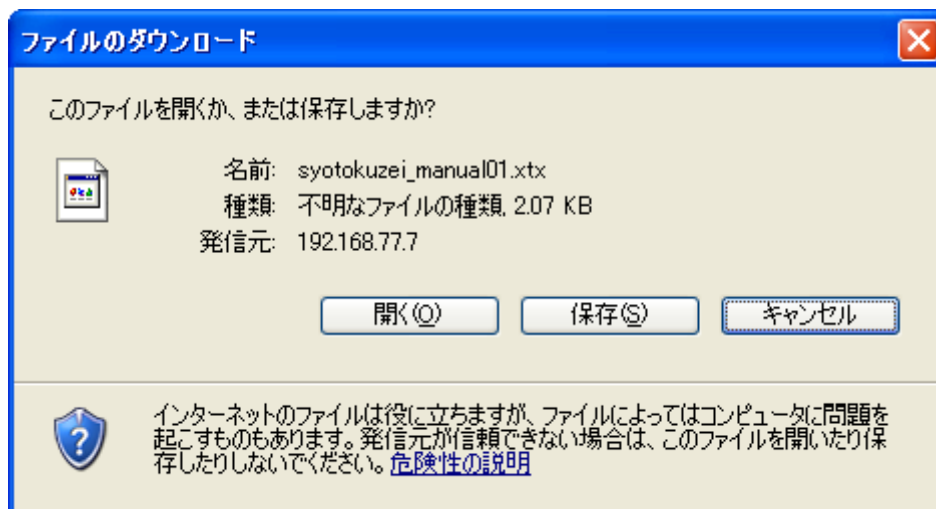 ファイルのダウンロード
このファイルを開くか、または保存しますか?
名前: syotokuzei_manual01.xtx
種類: 不明なファイルの種類, 2.07 KB
発信元: 192.168.77.7
開く(O) 保存(S) キャンセル
インターネットのファイルは役に立ちますが、ファイルによってはコンピュータに問題を
起こすものもあります。発信元が信頼できない場合は、このファイルを開いたり保
存したりしないでください。危険性の説明